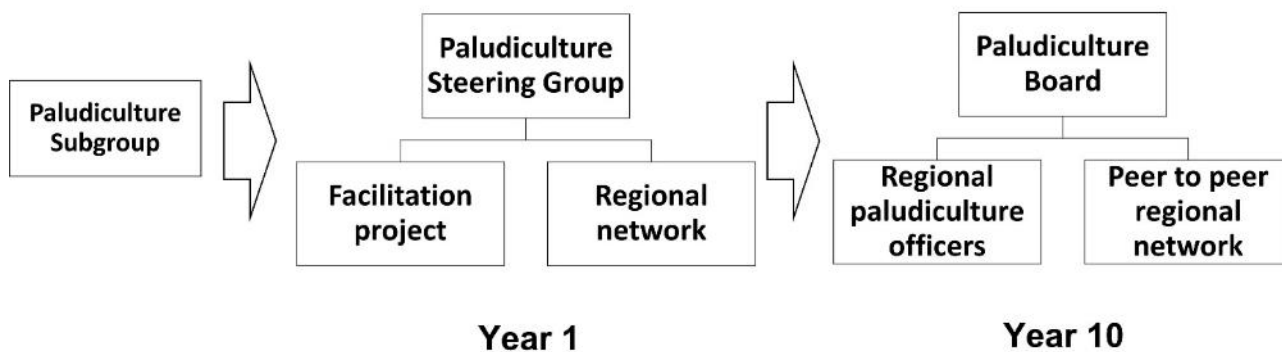 Paludiculture
Subgroup
Paludiculture
Steering Group
Facilitation
project
Regional
network
Year 1
Paludiculture
Board
Regional
paludiculture
officers
Peer to peer
regional
network
Year 10